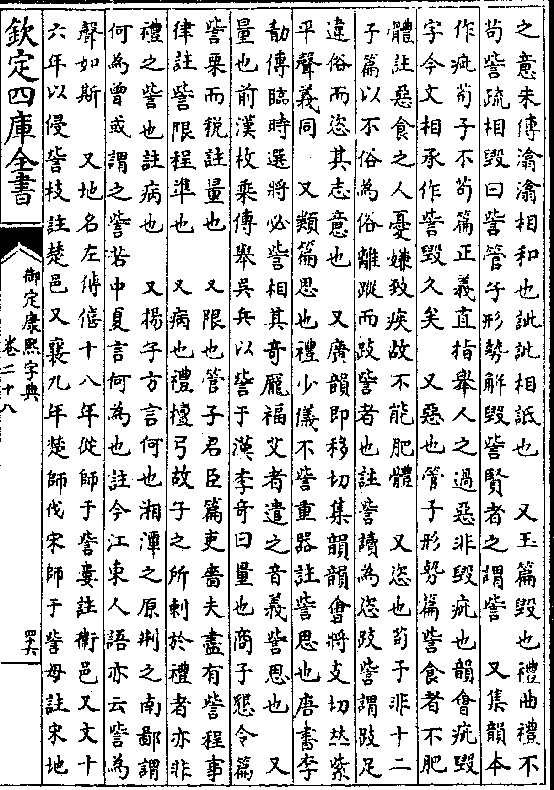 之意朱傳潝潝相和也訿訿相詆也　又玉篇毀也禮曲禮不
苟訾疏相毀曰訾管子形勢解毀訾賢者之謂訾　又集韻本
作疵荀子不苟篇正義直指舉人之過惡非毀疵也韻會疵毀
字今文相承作訾毀久矣　又惡也管子形勢篇訾食者不肥
體註惡食之人憂嫌致疾故不能肥體　又恣也荀子非十二
子篇以不俗為俗離蹤而跂訾者也註訾讀為恣跂訾謂跂足
違俗而恣其志意也　又廣韻即移切集韻韻會將支切𠀤紫
平聲義同　又類篇思也禮少儀不訾重器註訾思也唐書李
勣傳臨時選將必訾相其奇龎福艾者遣之音義訾思也　又
量也前漢枚乘傳舉吳兵以訾于漢李奇曰量也商子懇令篇
訾粟而税註量也　又限也管子君臣篇吏嗇夫盡有訾程事
律註訾限程準也　又病也禮檀弓故子之所刺於禮者亦非
禮之訾也註病也　又揚子方言何也湘潭之原荆之南鄙謂
何為曾或謂之訾若中夏言何為也註今江東人語亦云訾為
聲如斯　又地名左傳僖十八年從師于訾婁註衞邑又文十
六年以侵訾枝註楚邑又襄九年楚師伐宋師于訾母註宋地
欽定四庫全書
御定康熙字典
卷二十八
罕六